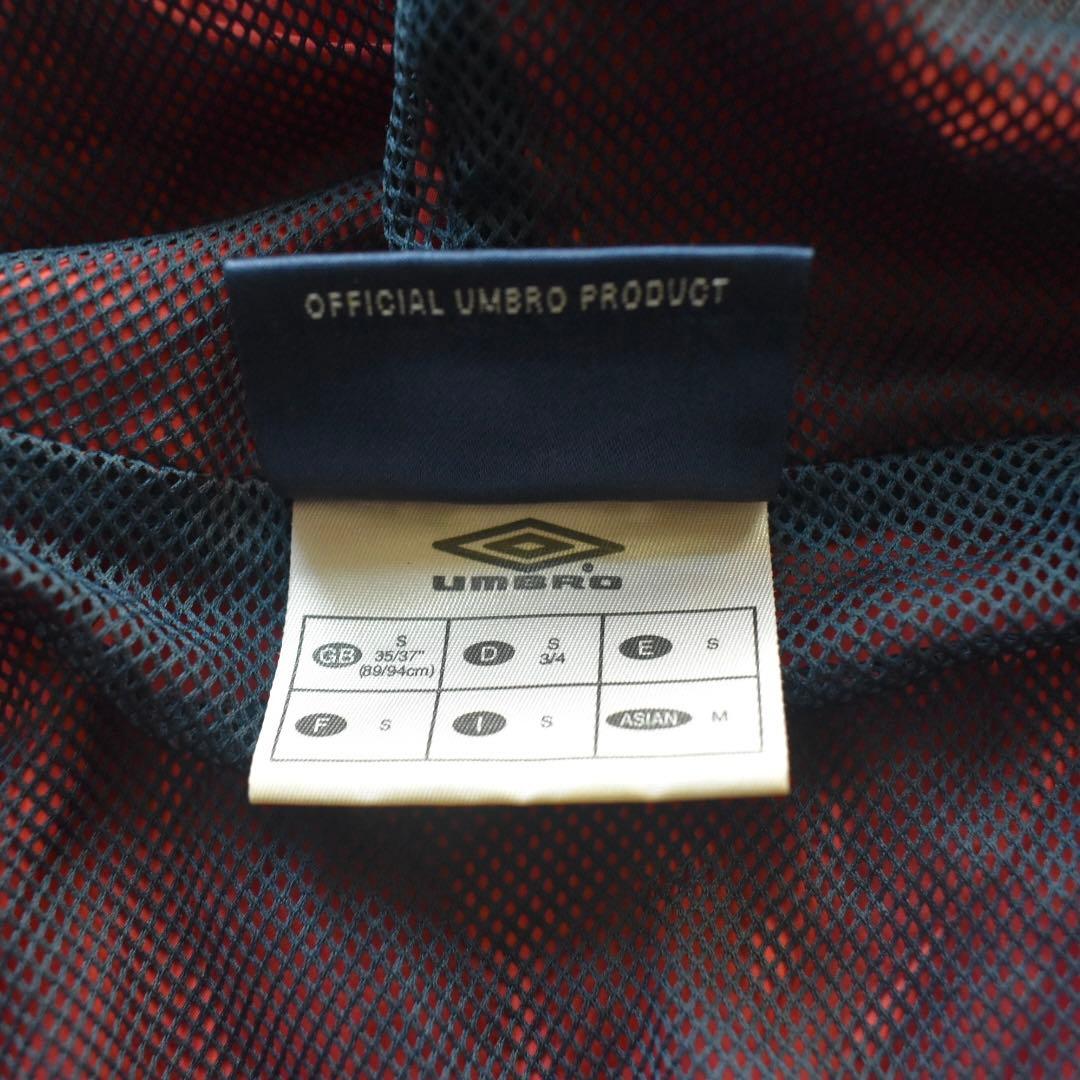 OFFICIAL UMBRO PRODUCT
UMBRO®
GB S 35/37" (89/94cm)
D S 3/4
E S
F S
I S
ASIAN M